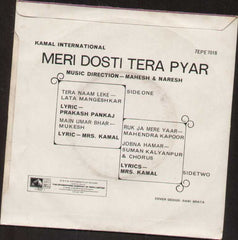 KAMAL INTERNATIONAL
7EPE 7018
MERI DOSTI TERA PYAR
MUSIC DIRECTION—MAHESH & NARESH
SIDE ONE
TERA NAAM LEKE—
LATA MANGESHKAR
LYRIC—
PRAKASH PANKAJ
MAIN UMAR BHAR—
MUKESH
LYRIC—MRS. KAMAL
RUK JA MERE YAAR—
MAHENDRA KAPOOR
JOBNA HAMAR—
SUMAN KALYANPUR
& CHORUS
LYRICS—
MRS. KAMAL
SIDE TWO
COVER DESIGN: